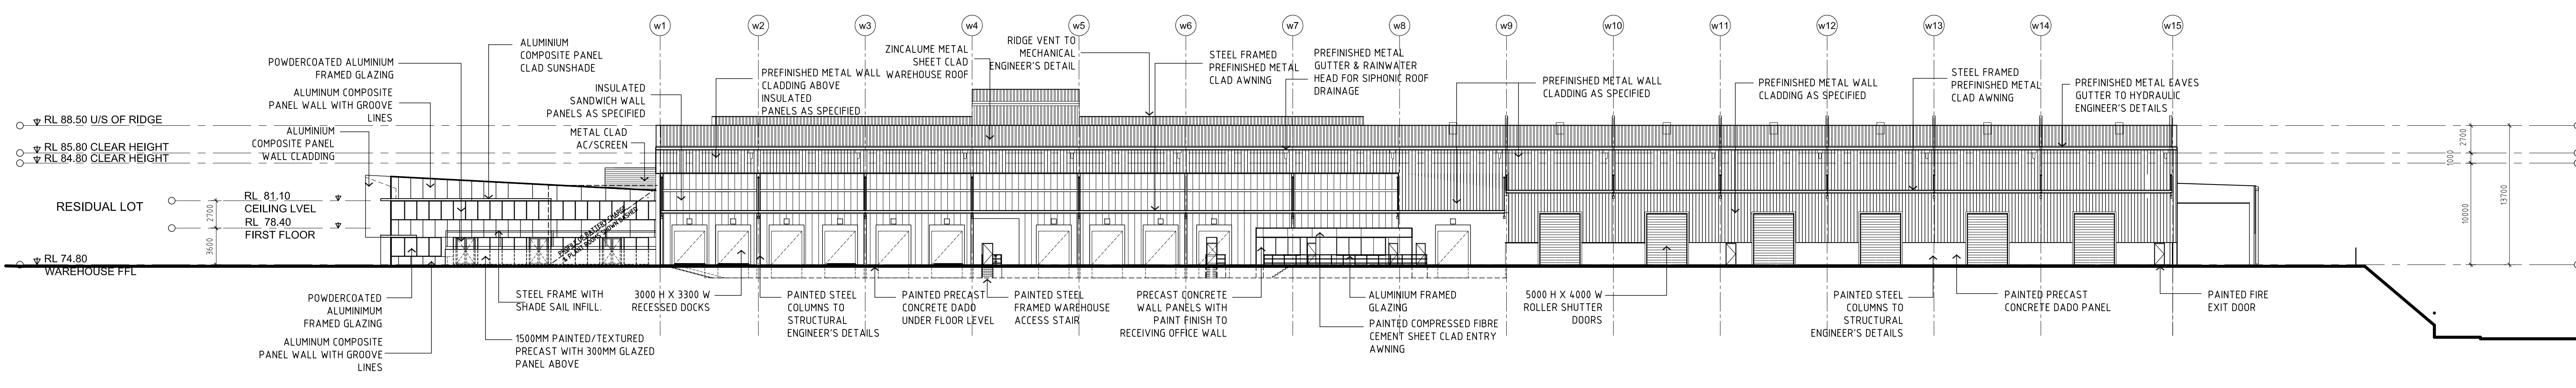 w1
w2
w3
w4
w5
w6
w7
w8
w9
w10
w11
w12
w13
w14
w15
ALUMINIUM
COMPOSITE PANEL
CLAD SUNSHADE
POWDERCOATED ALUMINIUM
FRAMED GLAZING
ALUMINUM COMPOSITE
PANEL WALL WITH GROOVE
LINES
ALUMINIUM
COMPOSITE PANEL
WALL CLADDING
INSULATED
SANDWICH WALL
PANELS AS SPECIFIED
METAL CLAD
AC/SCREEN
PREFINISHED METAL WALL
CLADDING ABOVE
INSULATED
PANELS AS SPECIFIED
ZINCALUME METAL
SHEET CLAD
WAREHOUSE ROOF
RIDGE VENT TO
MECHANICAL
ENGINEER'S DETAIL
STEEL FRAMED
PREFINISHED METAL
CLAD AWNING
PREFINISHED METAL
GUTTER & RAINWATER
HEAD FOR SIPHONIC ROOF
DRAINAGE
PREFINISHED METAL WALL
CLADDING AS SPECIFIED
PREFINISHED METAL WALL
CLADDING AS SPECIFIED
STEEL FRAMED
PREFINISHED METAL
CLAD AWNING
PREFINISHED METAL EAVES
GUTTER TO HYDRAULIC
ENGINEER'S DETAILS
RL 88.50 U/S OF RIDGE
RL 85.80 CLEAR HEIGHT
RL 84.80 CLEAR HEIGHT
RESIDUAL LOT
RL 81.10
CEILING LVEL
RL 78.40
FIRST FLOOR
RL 74.80
WAREHOUSE FFL
2700
3600
PROFILE OF BATTERY CHARGE
& PLANT ROOMS SHOWN DASHED
2700
1000
10000
13700
POWDERCOATED
ALUMINIMUM
FRAMED GLAZING
ALUMINUM COMPOSITE
PANEL WALL WITH GROOVE
LINES
STEEL FRAME WITH
SHADE SAIL INFILL.
1500MM PAINTED/TEXTURED
PRECAST WITH 300MM GLAZED
PANEL ABOVE
3000 H X 3300 W
RECESSED DOCKS
PAINTED STEEL
COLUMNS TO
STRUCTURAL
ENGINEER'S DETAILS
PAINTED PRECAST
CONCRETE DADO
UNDER FLOOR LEVEL
PAINTED STEEL
FRAMED WAREHOUSE
ACCESS STAIR
PRECAST CONCRETE
WALL PANELS WITH
PAINT FINISH TO
RECEIVING OFFICE WALL
ALUMINIUM FRAMED
GLAZING
PAINTED COMPRESSED FIBRE
CEMENT SHEET CLAD ENTRY
AWNING
5000 H X 4000 W
ROLLER SHUTTER
DOORS
PAINTED STEEL
COLUMNS TO
STRUCTURAL
ENGINEER'S DETAILS
PAINTED PRECAST
CONCRETE DADO PANEL
PAINTED FIRE
EXIT DOOR